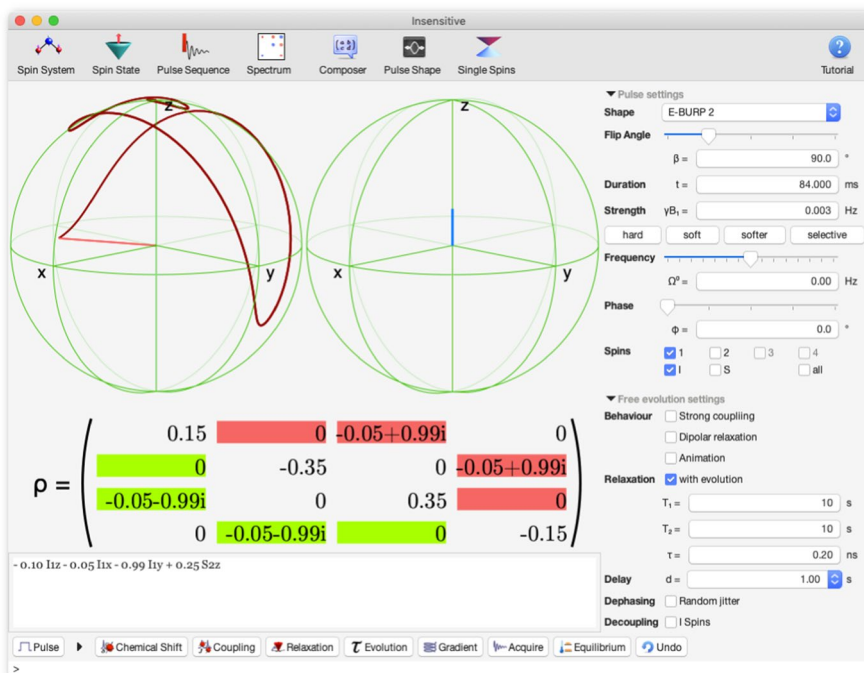 Insensitive
Spin System Spin State Pulse Sequence Spectrum Composer Pulse Shape Single Spins Tutorial
z
x
y
z
x
y
Pulse settings
Shape E-BURP 2
Flip Angle
β = 90.0 °
Duration t = 84.000 ms
Strength γB₁ = 0.003 Hz
hard soft softer selective
Frequency
Ω⁰ = 0.00 Hz
Phase
φ = 0.0 °
Spins 1 2 3 4
I S all
Free evolution settings
Behaviour Strong coupliing
Dipolar relaxation
Animation
Relaxation with evolution
T₁ = 10 s
T₂ = 10 s
τ = 0.20 ns
Delay d = 1.00 s
Dephasing Random jitter
Decoupling I Spins
ρ =
0.15 0 -0.05+0.99i 0
0 -0.35 0 -0.05+0.99i
-0.05-0.99i 0 0.35 0
0 -0.05-0.99i 0 -0.15
- 0.10 I1z - 0.05 I1x - 0.99 I1y + 0.25 S2z
Pulse Chemical Shift Coupling Relaxation τ Evolution Gradient Acquire Equilibrium Undo
>